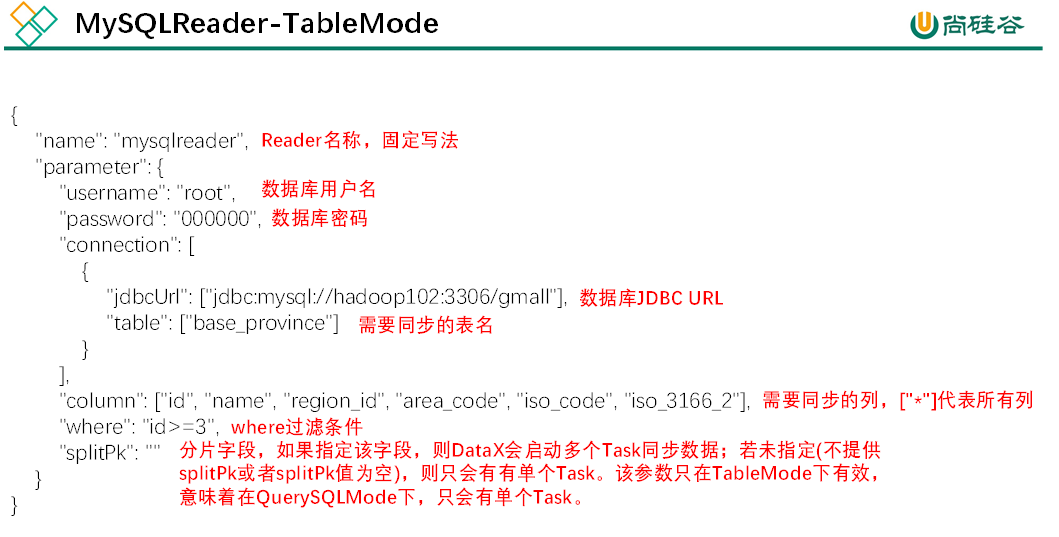 MySQLReader-TableMode
尚硅谷
{
"name": "mysqlreader", Reader名称，固定写法
"parameter": {
"username": "root", 数据库用户名
"password": "000000", 数据库密码
"connection": [
{
"jdbcUrl": ["jdbc:mysql://hadoop102:3306/gmall"], 数据库JDBC URL
"table": ["base_province"] 需要同步的表名
}
],
"column": ["id", "name", "region_id", "area_code", "iso_code", "iso_3166_2"], 需要同步的列，["*"]代表所有列
"where": "id>=3", where过滤条件
"splitPk": "" 分片字段，如果指定该字段，则DataX会启动多个Task同步数据；若未指定(不提供
splitPk或者splitPk值为空)，则只会有有单个Task。该参数只在TableMode下有效，
}
意味着在QuerySQLMode下，只会有单个Task。
}